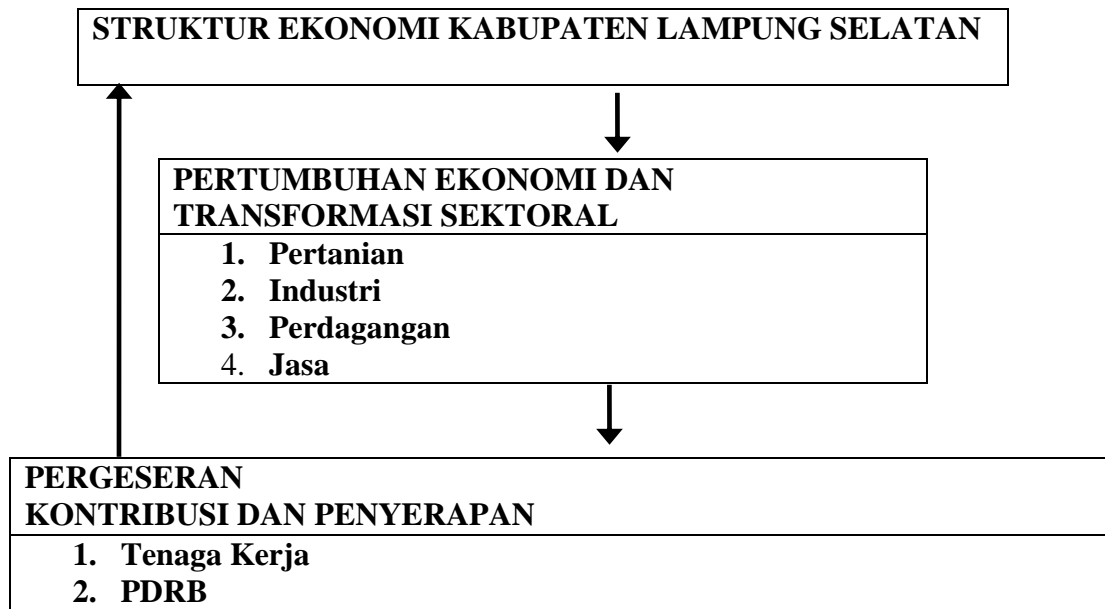 STRUKTUR EKONOMI KABUPATEN LAMPUNG SELATAN
PERTUMBUHAN EKONOMI DAN
TRANSFORMASI SEKTORAL
1. Pertanian
2. Industri
3. Perdagangan
4. Jasa
PERGESERAN
KONTRIBUSI DAN PENYERAPAN
1. Tenaga Kerja
2. PDRB